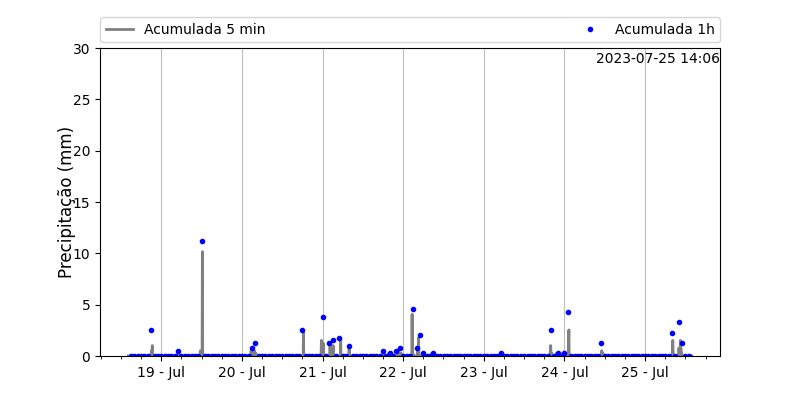 Acumulada 5 min
Acumulada 1h
2023-07-25 14:06
Precipitação (mm)
30
25
20
15
10
5
0
19 - Jul
20 - Jul
21 - Jul
22 - Jul
23 - Jul
24 - Jul
25 - Jul